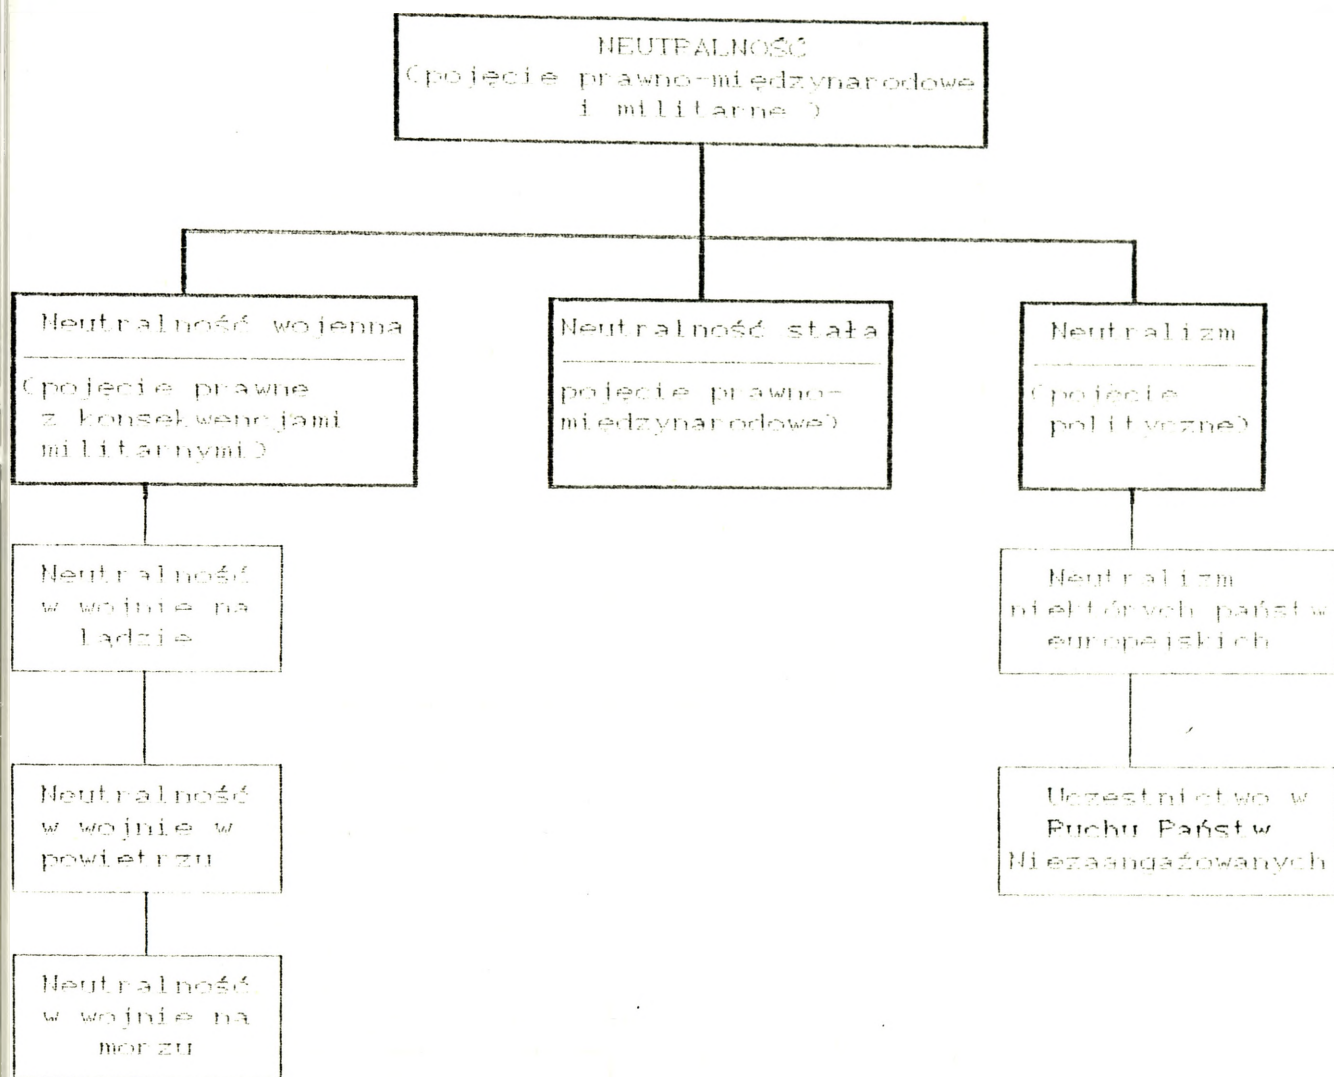 NEUTRALNOŚĆ
(pojęcie prawno-międzynarodowe
i militarne )
Neutralność wojenna
(pojęcie prawne
z konsekwencjami
militarnymi)
Neutralność stała
pojęcie prawno-
międzynarodowe)
Neutralizm
(pojęcie
polityczne)
Neutralność
w wojnie na
lądzie
Neutralność
w wojnie w
powietrzu
Neutralność
w wojnie na
morzu
Neutralizm
niektórych państw
europejskich
Uczestnictwo w
Ruchu Państw
Niezaangażowanych